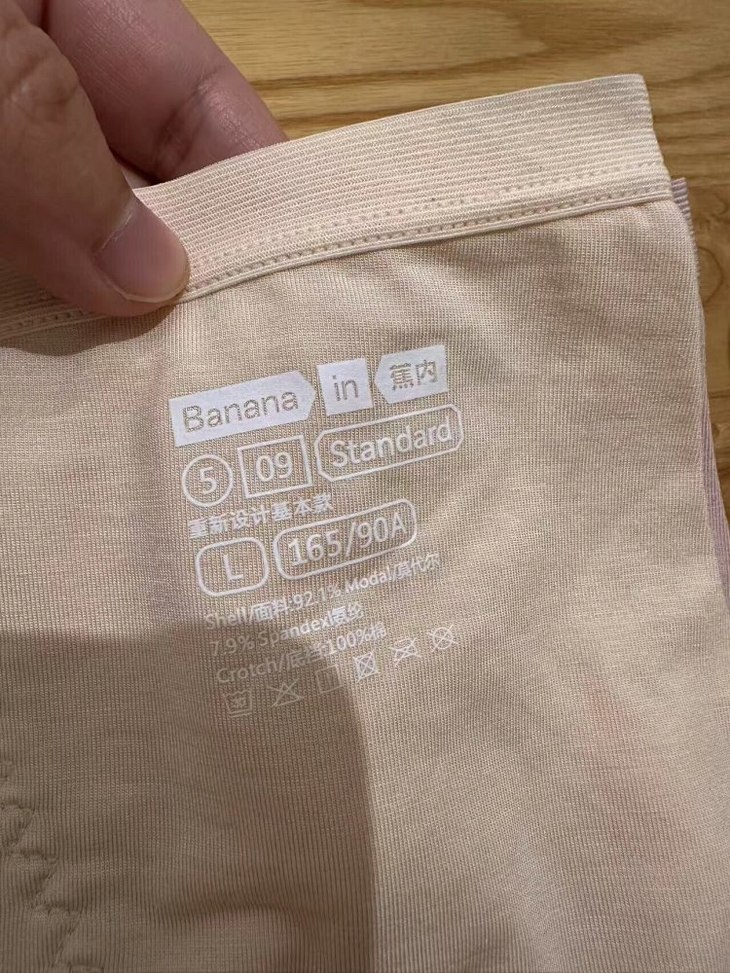 Banana in 蕉内
5 09 Standard
重新设计基本款
L 165/90A
Shell/面料:92.1% Modal/莫代尔
7.9% Spandex/氨纶
Crotch/底裆:100%棉
30